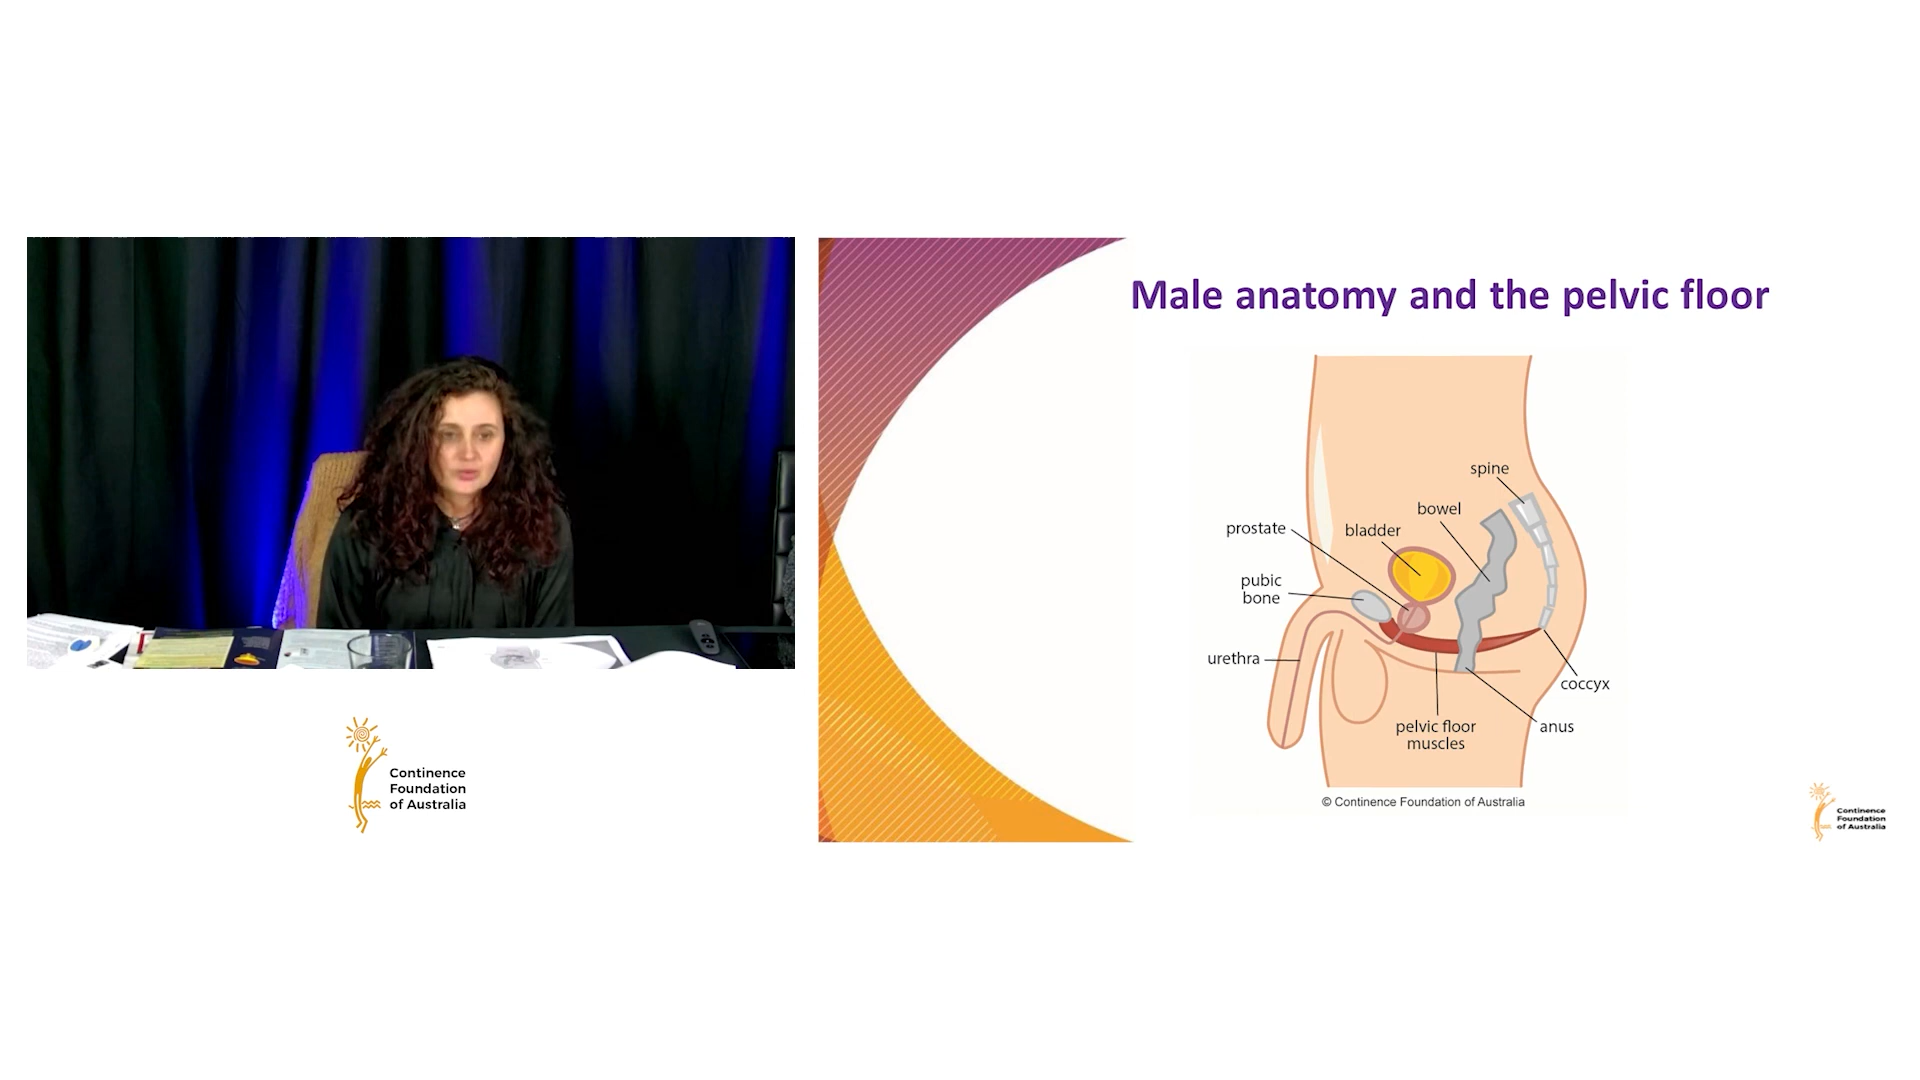 Male anatomy and the pelvic floor
spine
bowel
prostate
bladder
pubic
bone
urethra
coccyx
pelvic floor
muscles
anus
© Continence Foundation of Australia
Continence
Foundation
of Australia
Continence
Foundation
of Australia